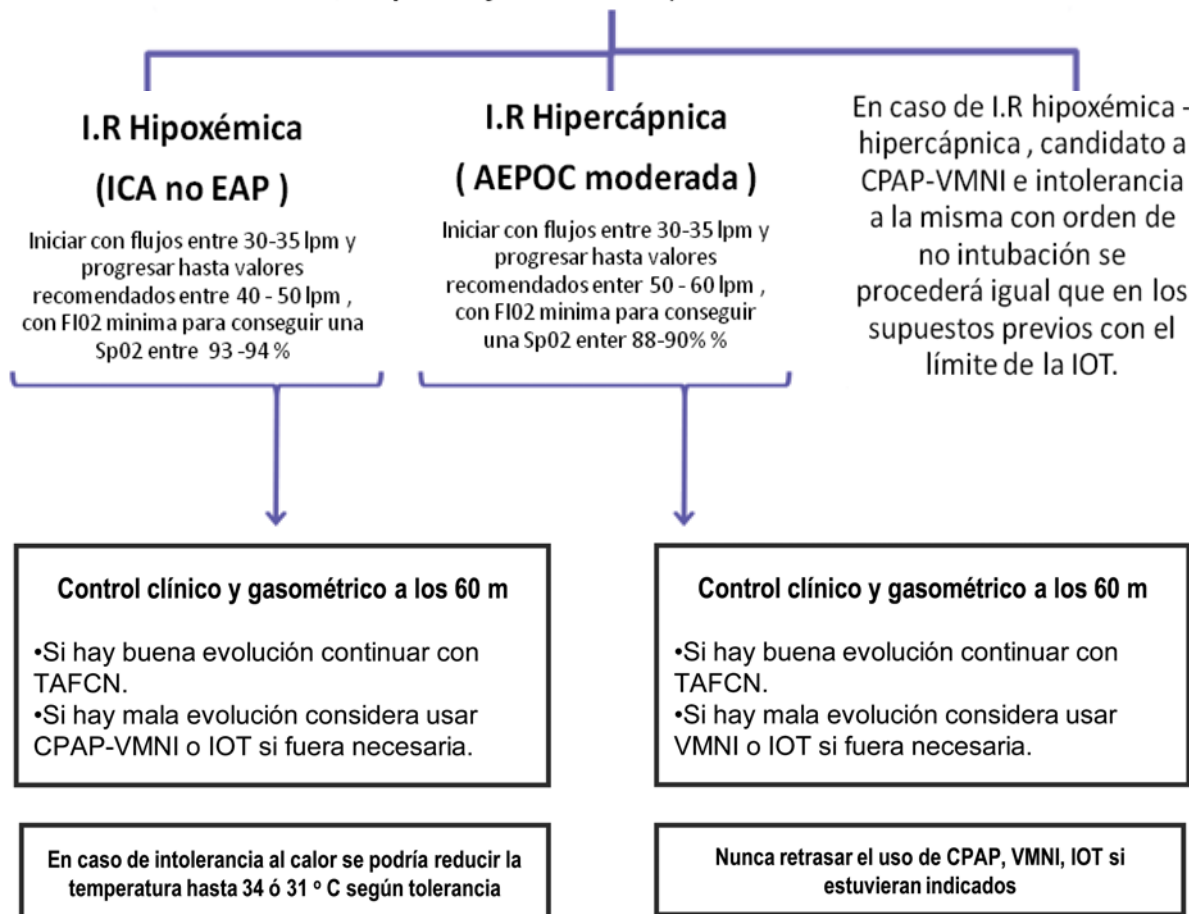 I.R Hipoxémica
(ICA no EAP )
Iniciar con flujos entre 30-35 lpm y
progresar hasta valores
recomendados entre 40 - 50 lpm ,
con FI02 minima para conseguir una
Sp02 entre 93 -94 %
I.R Hipercápnica
( AEPOC moderada )
Iniciar con flujos entre 30-35 lpm y
progresar hasta valores
recomendados enter 50 - 60 lpm ,
con FI02 minima para conseguir
una Sp02 enter 88-90% %
En caso de I.R hipoxémica -
hipercápnica , candidato a
CPAP-VMNI e intolerancia
a la misma con orden de
no intubación se
procederá igual que en los
supuestos previos con el
límite de la IOT.
Control clínico y gasométrico a los 60 m
•Si hay buena evolución continuar con
TAFCN.
•Si hay mala evolución considera usar
CPAP-VMNI o IOT si fuera necesaria.
Control clínico y gasométrico a los 60 m
•Si hay buena evolución continuar con
TAFCN.
•Si hay mala evolución considera usar
VMNI o IOT si fuera necesaria.
En caso de intolerancia al calor se podría reducir la
temperatura hasta 34 ó 31 º C según tolerancia
Nunca retrasar el uso de CPAP, VMNI, IOT si
estuvieran indicados